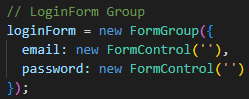 // LoginForm Group
loginForm = new FormGroup({
  email: new FormControl(''),
  password: new FormControl('')
});